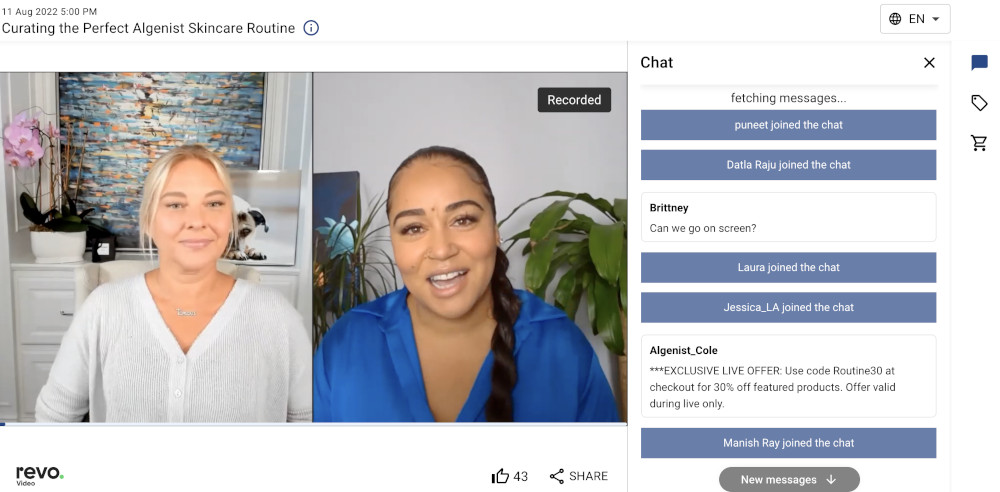 11 Aug 2022 5:00 PM
Curating the Perfect Algenist Skincare Routine
EN
Recorded
revo.
Video
43
SHARE
Chat
fetching messages...
puneet joined the chat
Datla Raju joined the chat
Brittney
Can we go on screen?
Laura joined the chat
Jessica_LA joined the chat
Algenist_Cole
***EXCLUSIVE LIVE OFFER: Use code Routine30 at
checkout for 30% off featured products. Offer valid
during live only.
Manish Ray joined the chat
New messages